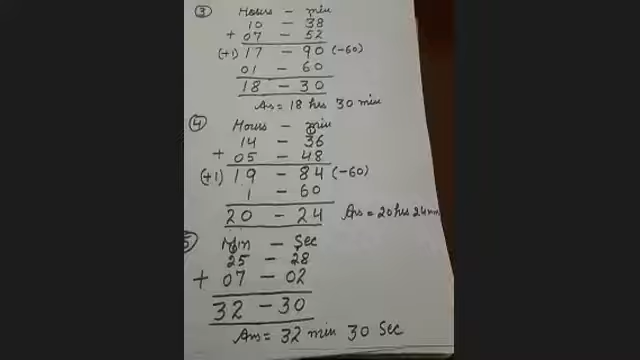 ③ Hours - min
10 - 38
+ 07 - 52
(+1) 17 - 90 (-60)
01 - 60
18 - 30
Ans = 18 hrs 30 min
④ Hours - min
14 - 36
+ 05 - 48
(+1) 19 - 84 (-60)
1 - 60
20 - 24 Ans = 20 hrs 24 min
5 Min - Sec
25 - 28
+ 07 - 02
32 - 30
Ans = 32 min 30 Sec